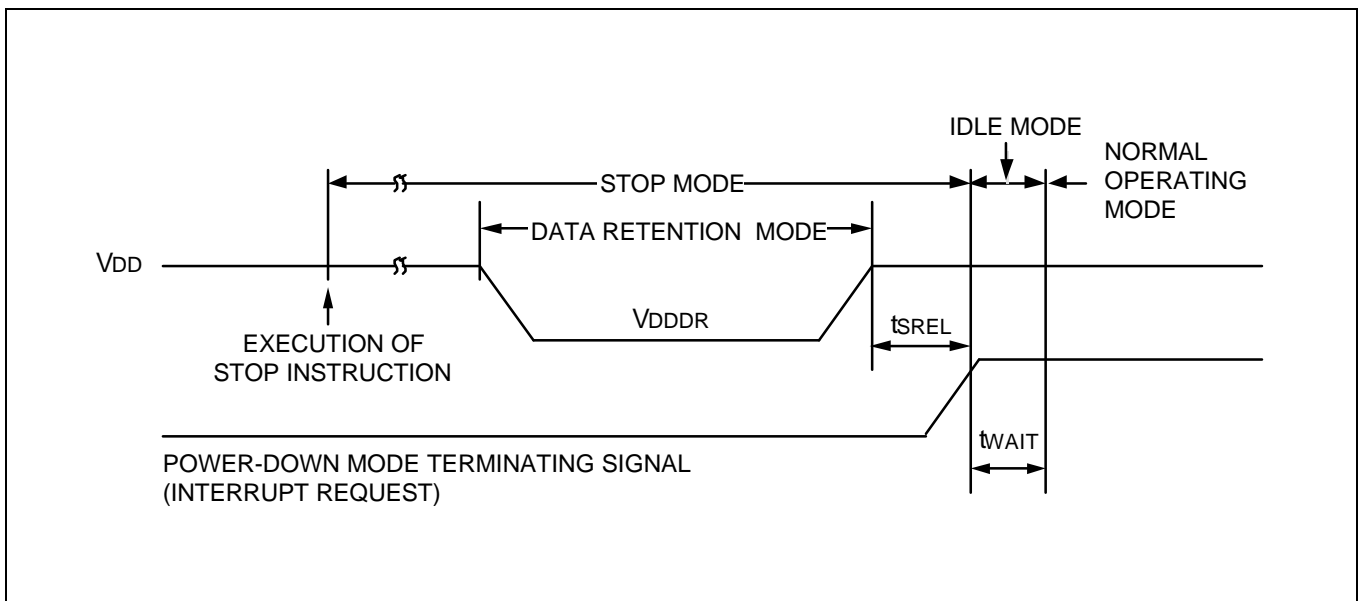 IDLE MODE
NORMAL
OPERATING
MODE
STOP MODE
DATA RETENTION MODE
VDD
VDDDR
tSREL
EXECUTION OF
STOP INSTRUCTION
tWAIT
POWER-DOWN MODE TERMINATING SIGNAL
(INTERRUPT REQUEST)